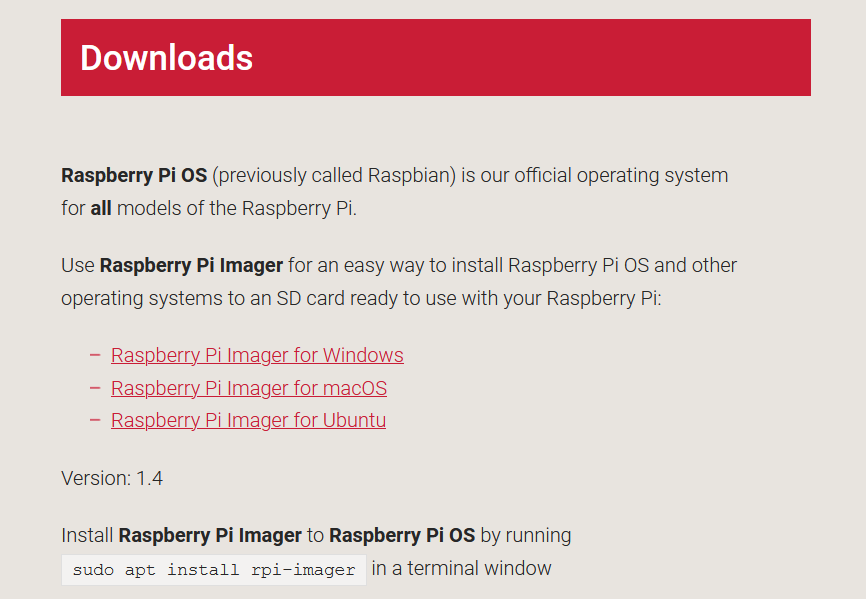 Downloads
Raspberry Pi OS (previously called Raspbian) is our official operating system
for all models of the Raspberry Pi.
Use Raspberry Pi Imager for an easy way to install Raspberry Pi OS and other
operating systems to an SD card ready to use with your Raspberry Pi:
– Raspberry Pi Imager for Windows
– Raspberry Pi Imager for macOS
– Raspberry Pi Imager for Ubuntu
Version: 1.4
Install Raspberry Pi Imager to Raspberry Pi OS by running
sudo apt install rpi-imager in a terminal window